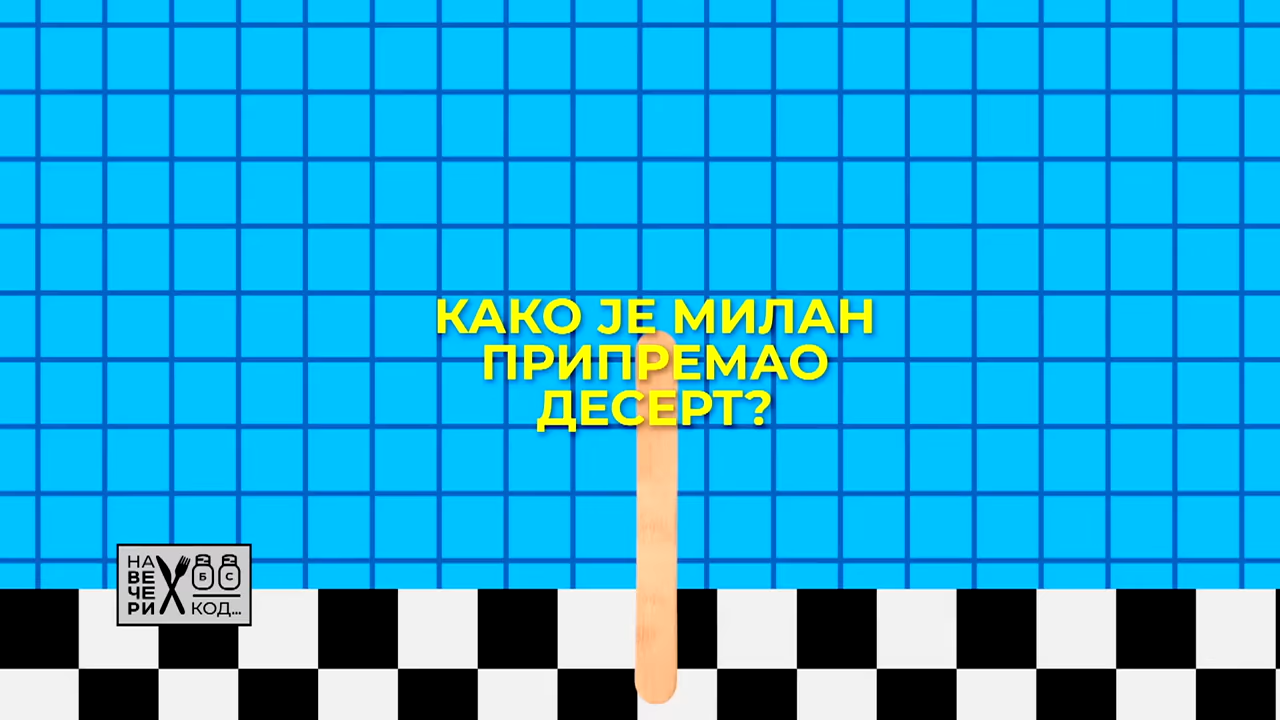 КАКО ЈЕ МИЛАН
ПРИПРЕМАО
ДЕСЕРТ?
НА
ВЕ
ЧЕ
РИ
Б С
КОД...